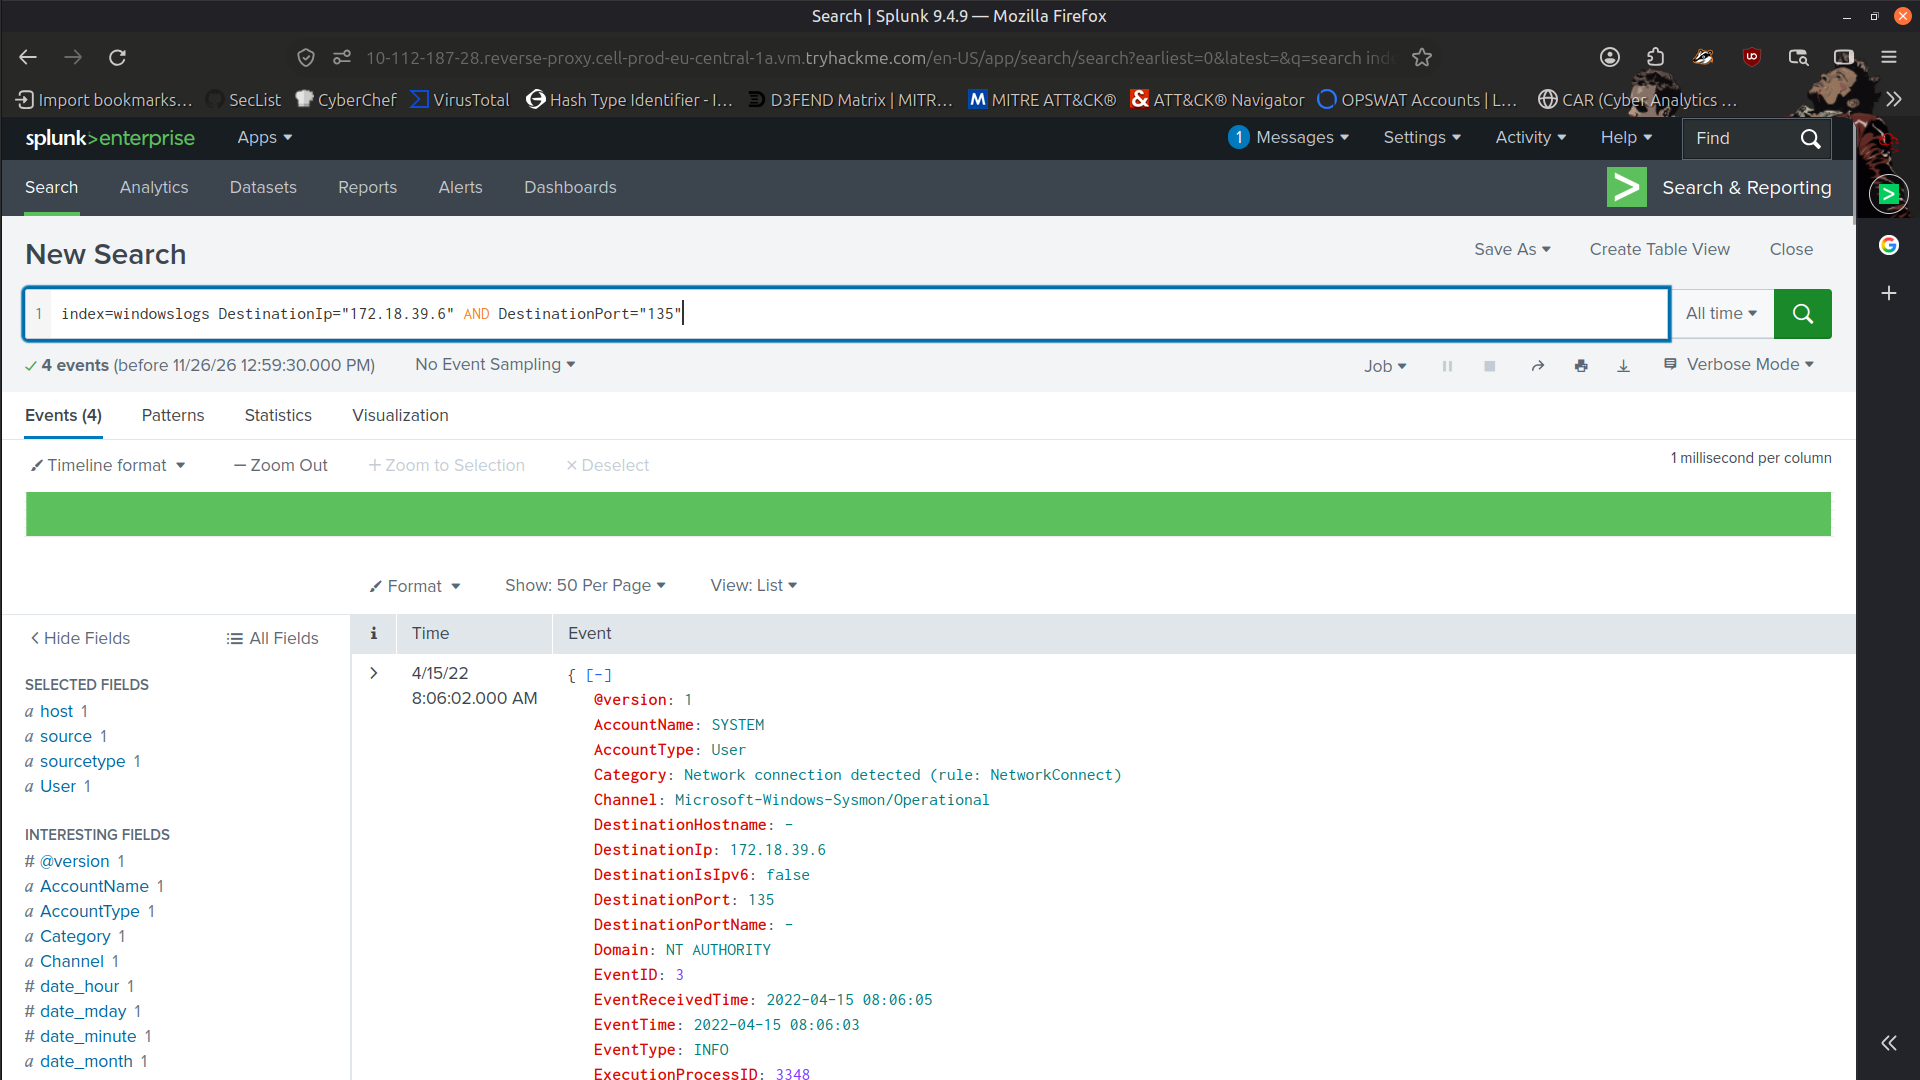 Search | Splunk 9.4.9 — Mozilla Firefox
10-112-187-28.reverse-proxy.cell-prod-eu-central-1a.vm.tryhackme.com/en-US/app/search/search?earliest=0&latest=&q=search ind
Import bookmarks... SecList CyberChef VirusTotal Hash Type Identifier - I... D3FEND Matrix | MITR... MITRE ATT&CK® ATT&CK® Navigator OPSWAT Accounts | L... CAR (Cyber Analytics ...
splunk>enterprise Apps 1 Messages Settings Activity Help Find
Search Analytics Datasets Reports Alerts Dashboards Search & Reporting
New Search Save As Create Table View Close
1 index=windowslogs DestinationIp="172.18.39.6" AND DestinationPort="135" All time
4 events (before 11/26/26 12:59:30.000 PM) No Event Sampling Job Verbose Mode
Events (4) Patterns Statistics Visualization
Timeline format — Zoom Out + Zoom to Selection × Deselect 1 millisecond per column
Format Show: 50 Per Page View: List
< Hide Fields All Fields i Time Event
SELECTED FIELDS
a host 1
a source 1
a sourcetype 1
a User 1
INTERESTING FIELDS
# @version 1
a AccountName 1
a AccountType 1
a Category 1
a Channel 1
# date_hour 1
# date_mday 1
# date_minute 1
a date_month 1
4/15/22
8:06:02.000 AM
{ [-]
@version: 1
AccountName: SYSTEM
AccountType: User
Category: Network connection detected (rule: NetworkConnect)
Channel: Microsoft-Windows-Sysmon/Operational
DestinationHostname: -
DestinationIp: 172.18.39.6
DestinationIsIpv6: false
DestinationPort: 135
DestinationPortName: -
Domain: NT AUTHORITY
EventID: 3
EventReceivedTime: 2022-04-15 08:06:05
EventTime: 2022-04-15 08:06:03
EventType: INFO
ExecutionProcessID: 3348